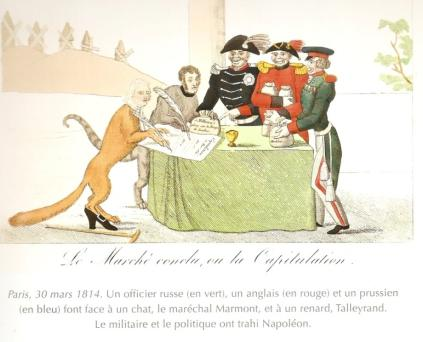 Le Marché conclu, ou la Capitulation.
Paris, 30 mars 1814. Un officier russe (en vert), un anglais (en rouge) et un prussien
(en bleu) font face à un chat, le maréchal Marmont, et à un renard, Talleyrand.
Le militaire et le politique ont trahi Napoléon.